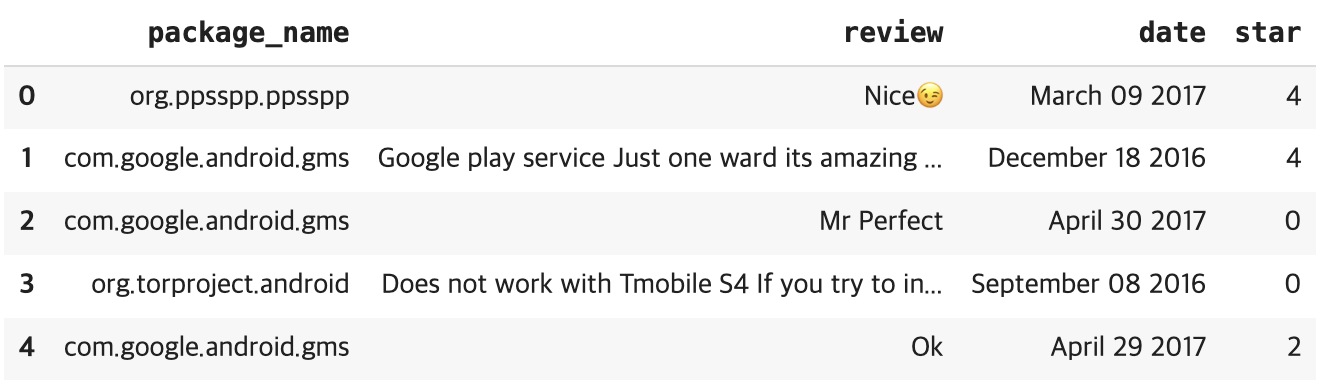 package_name review date star
0 org.ppsspp.ppsspp Nice😉 March 09 2017 4
1 com.google.android.gms Google play service Just one ward its amazing ... December 18 2016 4
2 com.google.android.gms Mr Perfect April 30 2017 0
3 org.torproject.android Does not work with Tmobile S4 If you try to in... September 08 2016 0
4 com.google.android.gms Ok April 29 2017 2